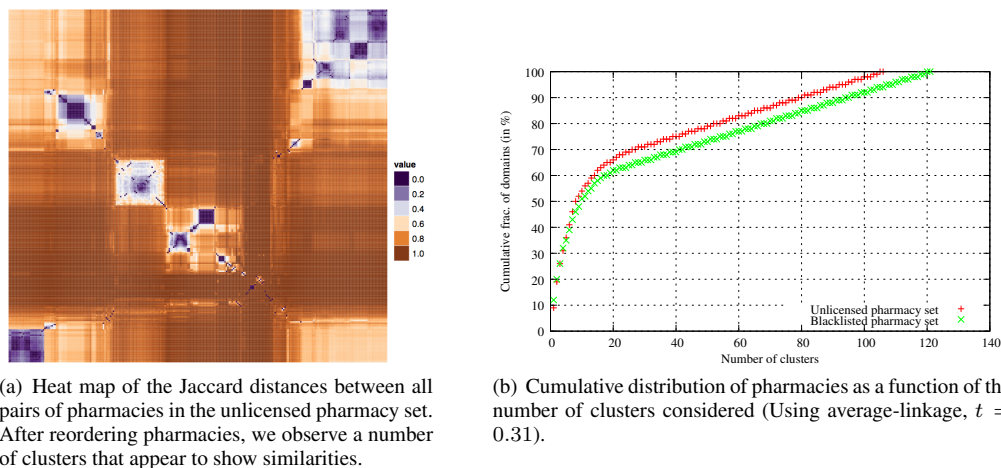 value
0.0
0.2
0.4
0.6
0.8
1.0
(a) Heat map of the Jaccard distances between all
pairs of pharmacies in the unlicensed pharmacy set.
After reordering pharmacies, we observe a number
of clusters that appear to show similarities.
Cumulative frac. of domains (in %)
100
90
80
70
60
50
40
30
20
10
0
0 20 40 60 80 100 120 140
Number of clusters
Unlicensed pharmacy set
Blacklisted pharmacy set
(b) Cumulative distribution of pharmacies as a function of the
number of clusters considered (Using average-linkage, t =
0.31).